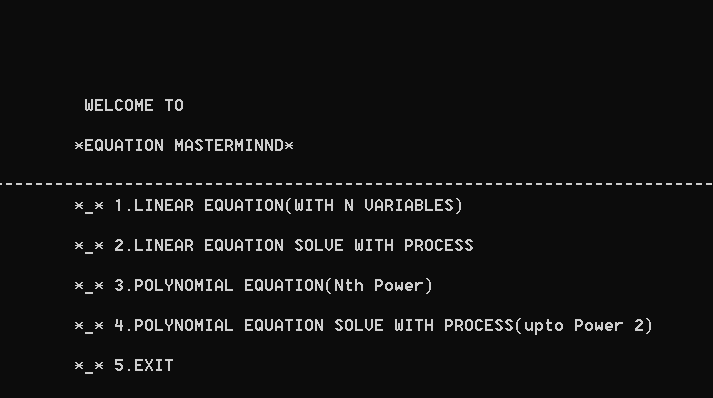 WELCOME TO
*EQUATION MASTERMINND*
--------------------------------------------------------------------------------
*_* 1.LINEAR EQUATION(WITH N VARIABLES)
*_* 2.LINEAR EQUATION SOLVE WITH PROCESS
*_* 3.POLYNOMIAL EQUATION(Nth Power)
*_* 4.POLYNOMIAL EQUATION SOLVE WITH PROCESS(upto Power 2)
*_* 5.EXIT